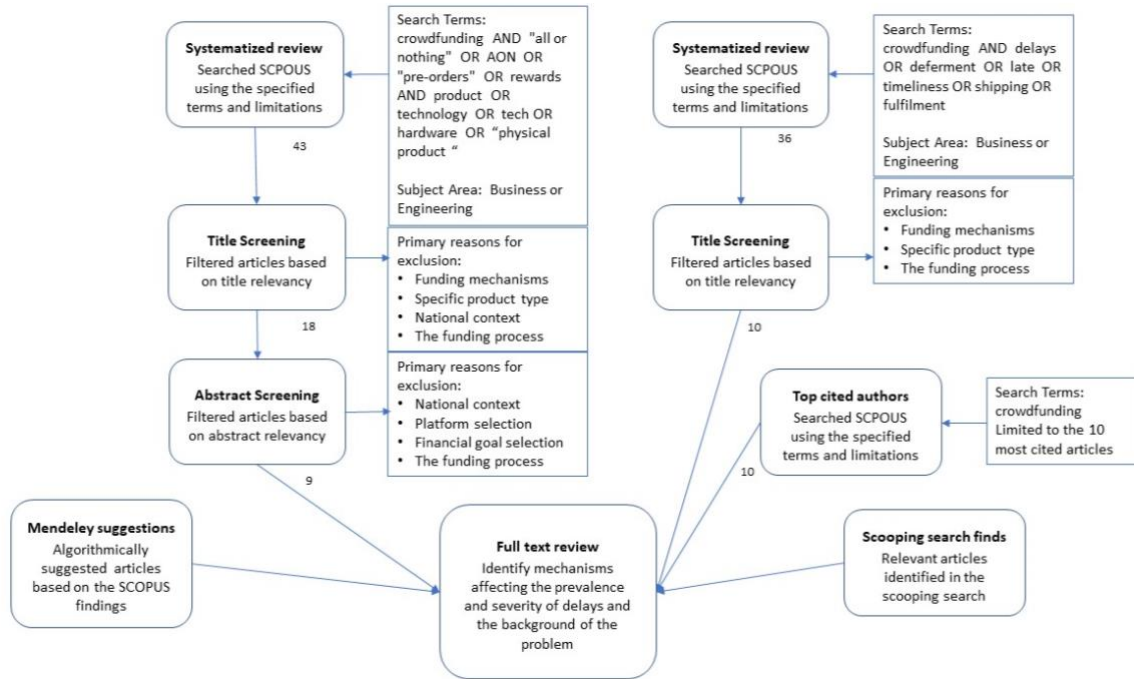 Systematized review
Searched SCPOUS
using the specified
terms and limitations
Search Terms:
crowdfunding AND "all or
nothing" OR AON OR
"pre-orders" OR rewards
AND product OR
technology OR tech OR
hardware OR “physical
product “
Subject Area: Business or
Engineering
43
Title Screening
Filtered articles based
on title relevancy
Primary reasons for
exclusion:
• Funding mechanisms
• Specific product type
• National context
• The funding process
18
Abstract Screening
Filtered articles based
on abstract relevancy
Primary reasons for
exclusion:
• National context
• Platform selection
• Financial goal selection
• The funding process
9
Systematized review
Searched SCPOUS
using the specified
terms and limitations
Search Terms:
crowdfunding AND delays
OR deferment OR late OR
timeliness OR shipping OR
fulfilment
Subject Area: Business or
Engineering
36
Title Screening
Filtered articles based
on title relevancy
Primary reasons for
exclusion:
• Funding mechanisms
• Specific product type
• The funding process
10
Top cited authors
Searched SCPOUS
using the specified
terms and limitations
Search Terms:
crowdfunding
Limited to the 10
most cited articles
10
Mendeley suggestions
Algorithmically
suggested articles
based on the SCOPUS
findings
Full text review
Identify mechanisms
affecting the prevalence
and severity of delays and
the background of the
problem
Scooping search finds
Relevant articles
identified in the
scooping search